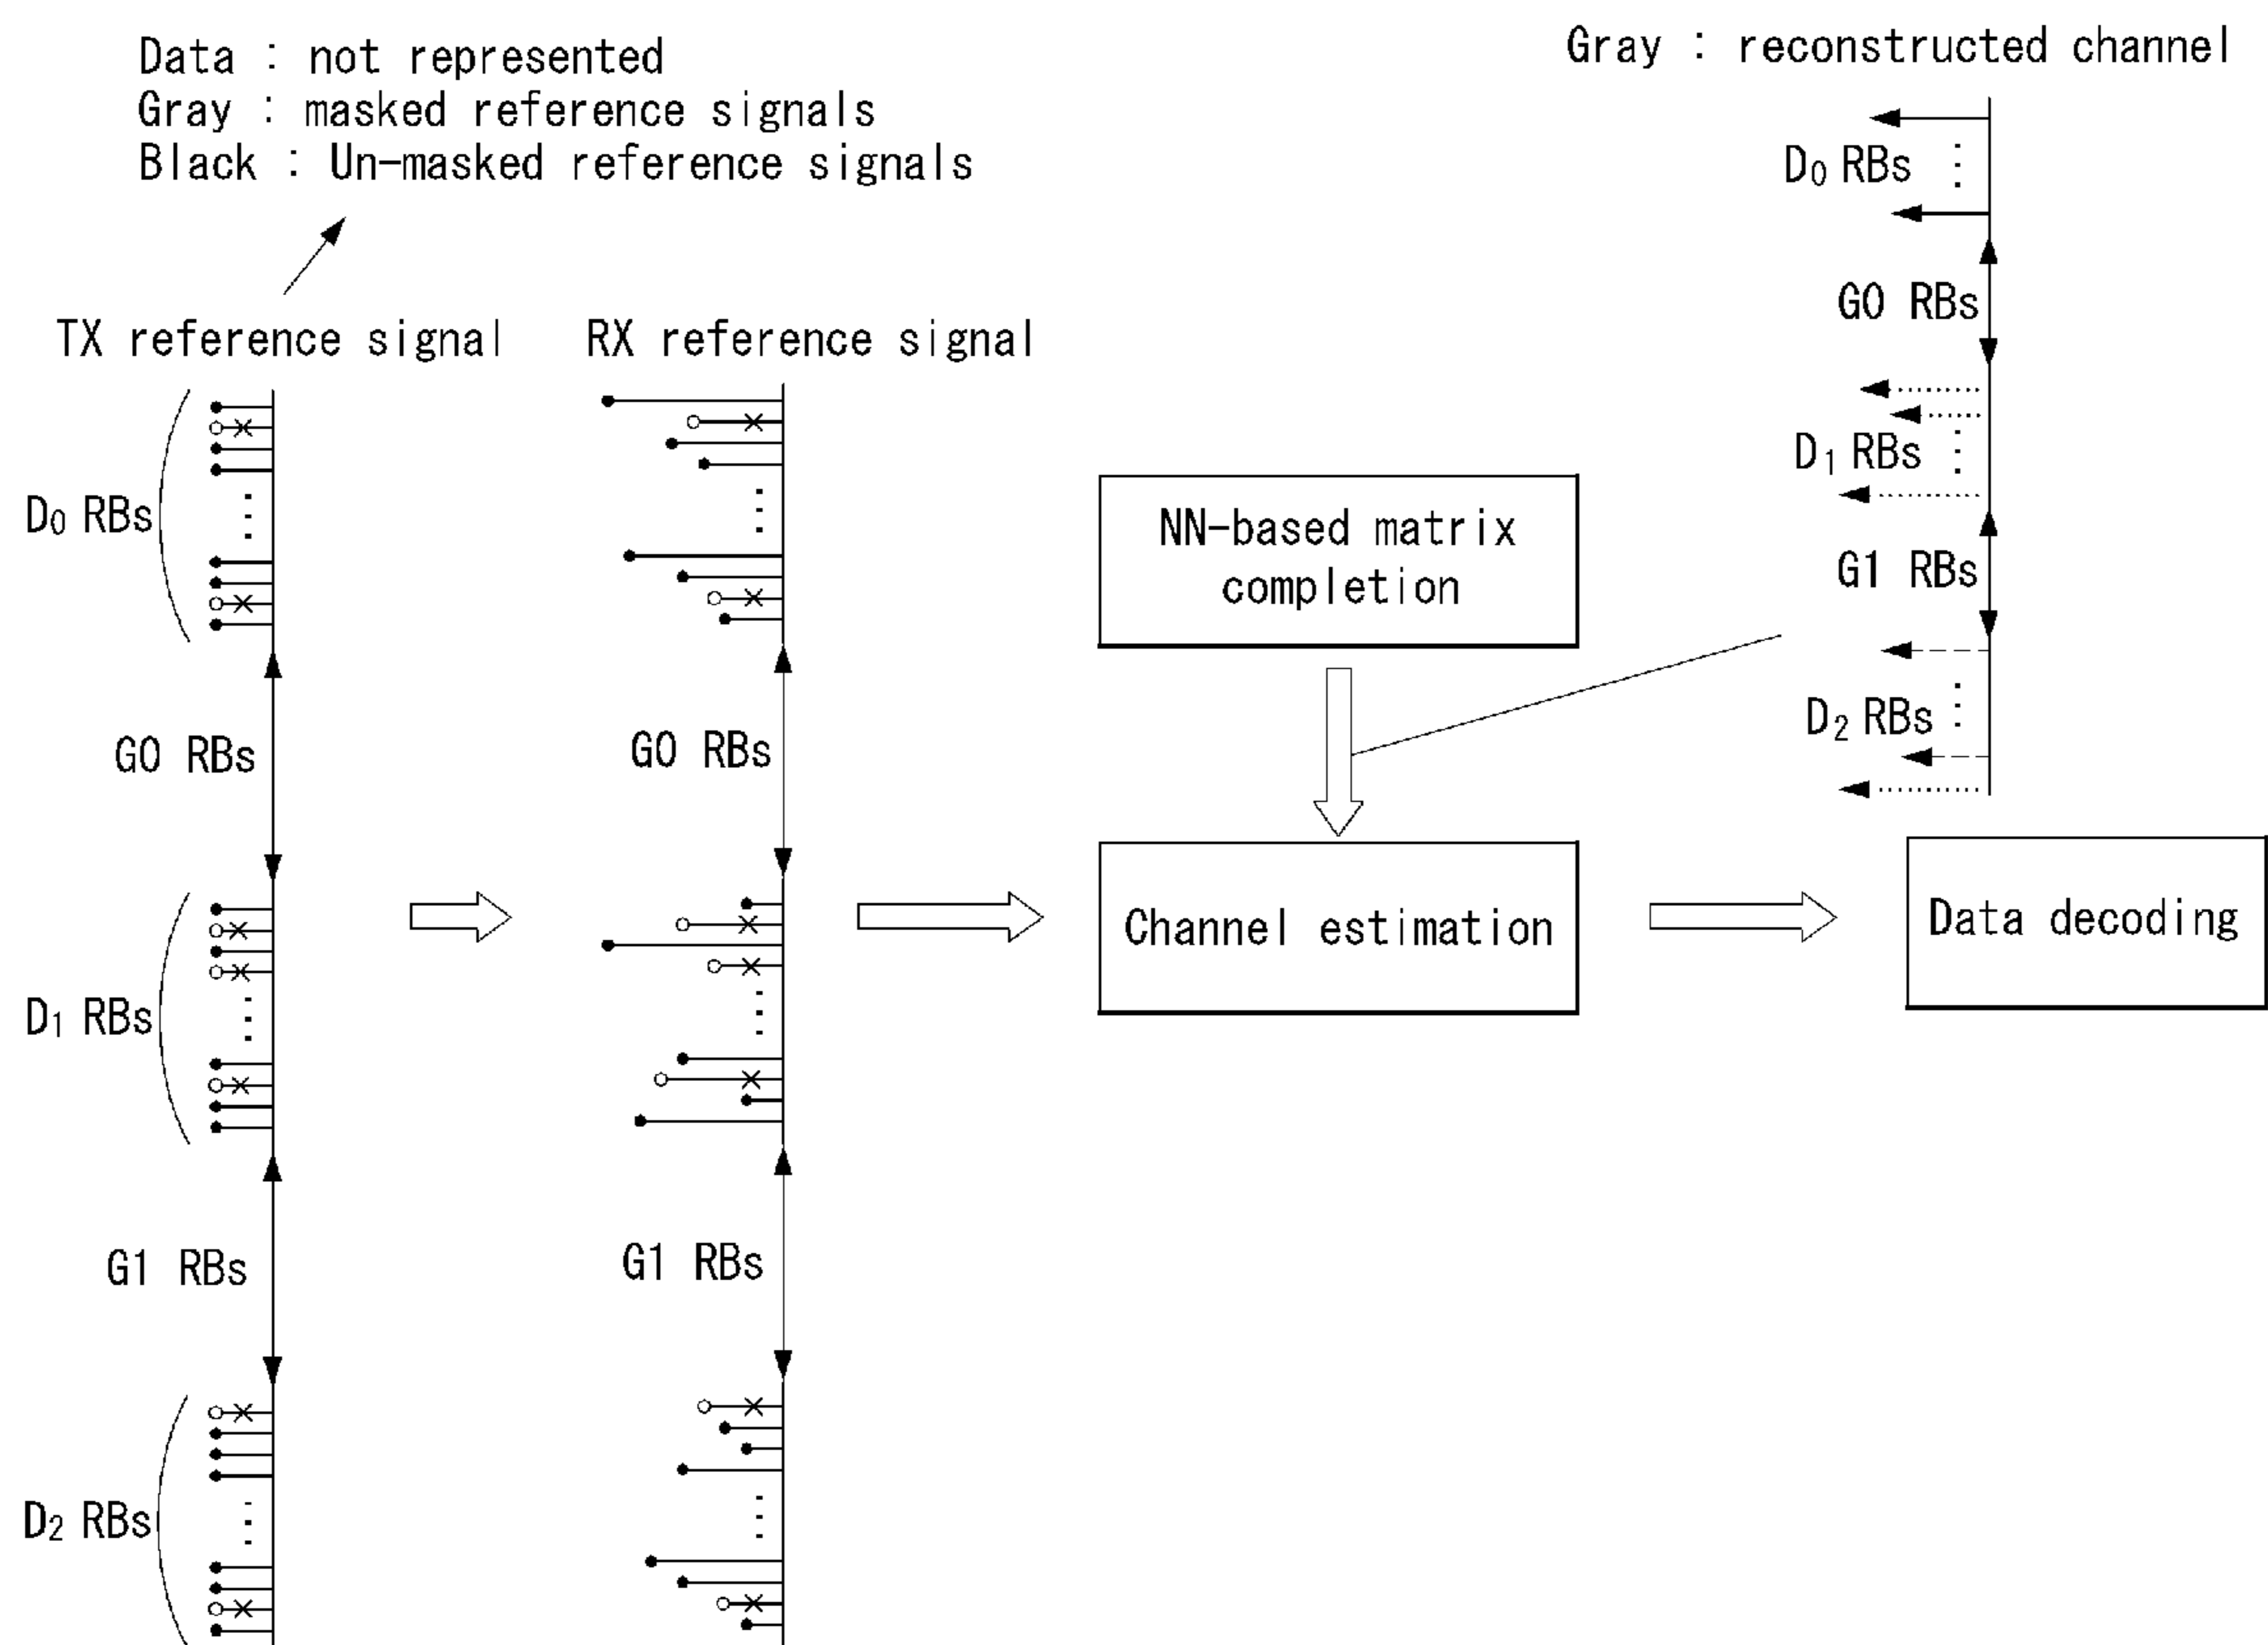 Data : not represented
Gray : masked reference signals
Black : Un-masked reference signals
Gray : reconstructed channel
TX reference signal
RX reference signal
D0 RBs
G0 RBs
D1 RBs
G1 RBs
D2 RBs
G0 RBs
G1 RBs
NN-based matrix
completion
Channel estimation
D0 RBs
G0 RBs
D1 RBs
G1 RBs
D2 RBs
Data decoding